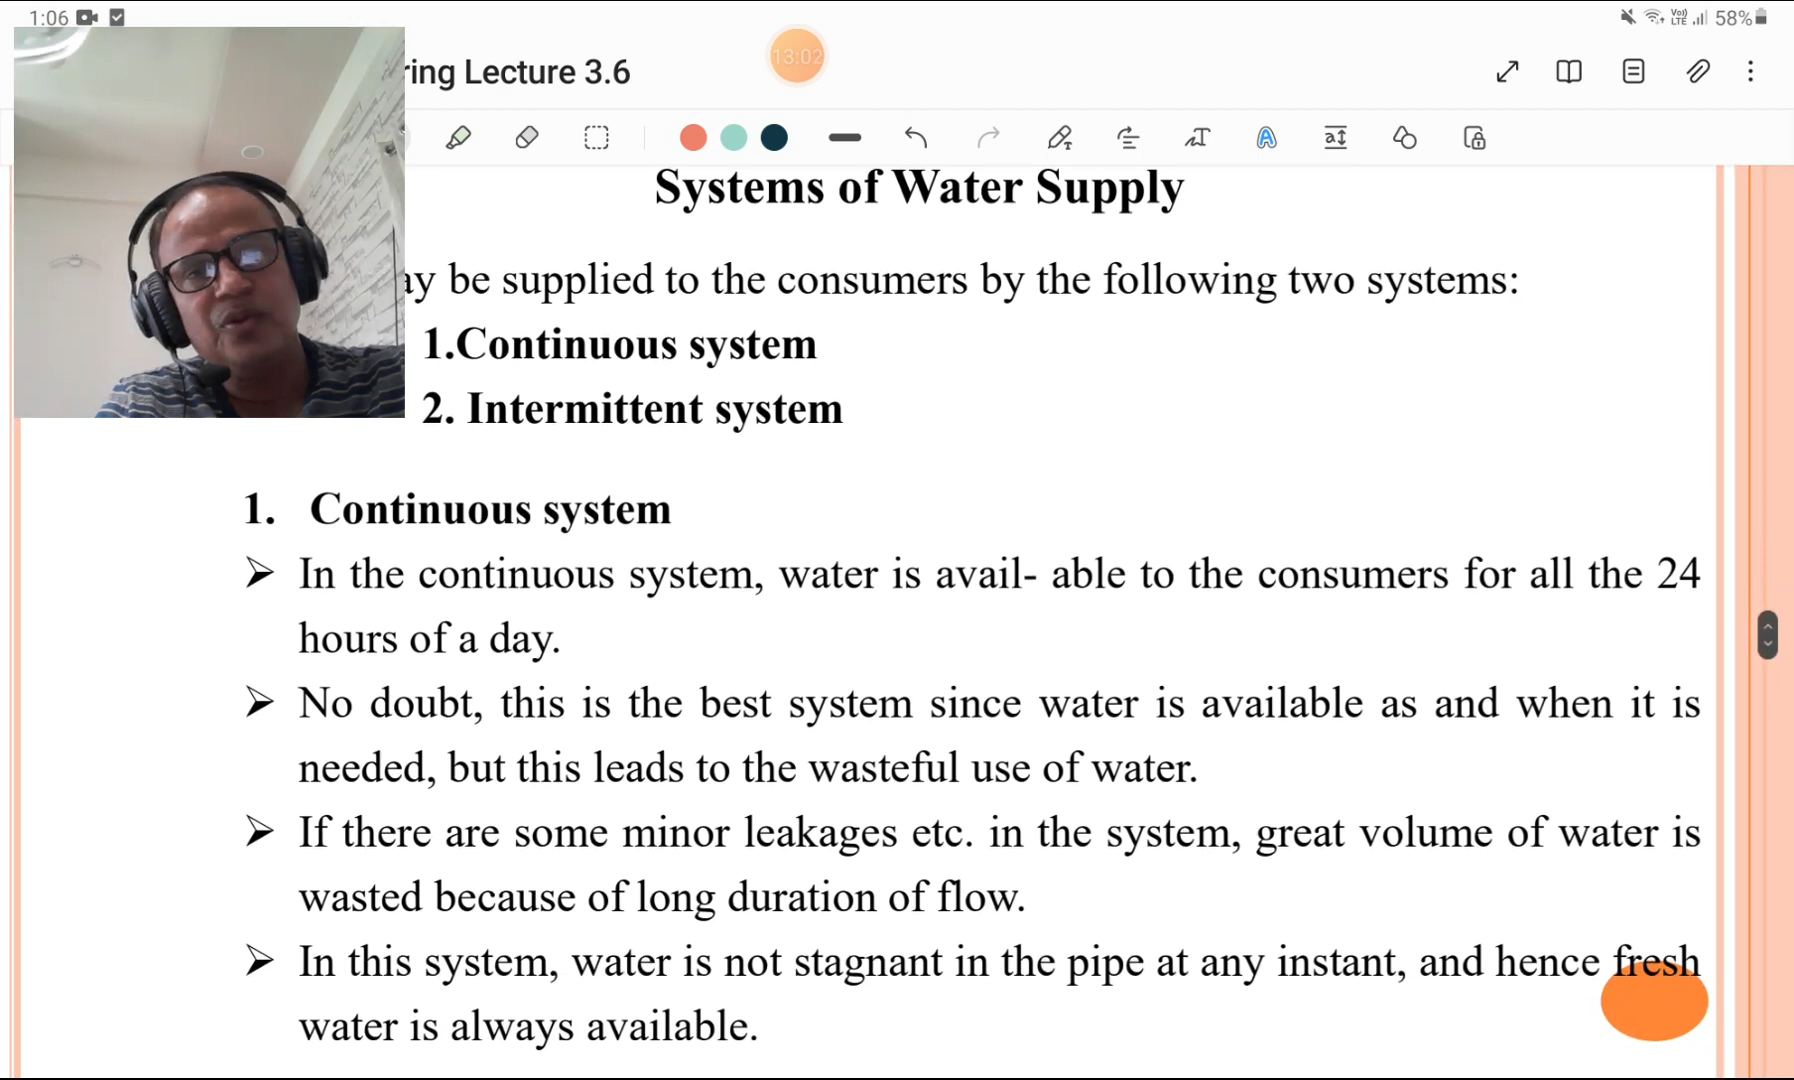 1:06
58%
13:02
ring Lecture 3.6
Systems of Water Supply
ay be supplied to the consumers by the following two systems:
1.Continuous system
2. Intermittent system
1. Continuous system
➢ In the continuous system, water is avail- able to the consumers for all the 24
hours of a day.
➢ No doubt, this is the best system since water is available as and when it is
needed, but this leads to the wasteful use of water.
➢ If there are some minor leakages etc. in the system, great volume of water is
wasted because of long duration of flow.
➢ In this system, water is not stagnant in the pipe at any instant, and hence fresh
water is always available.